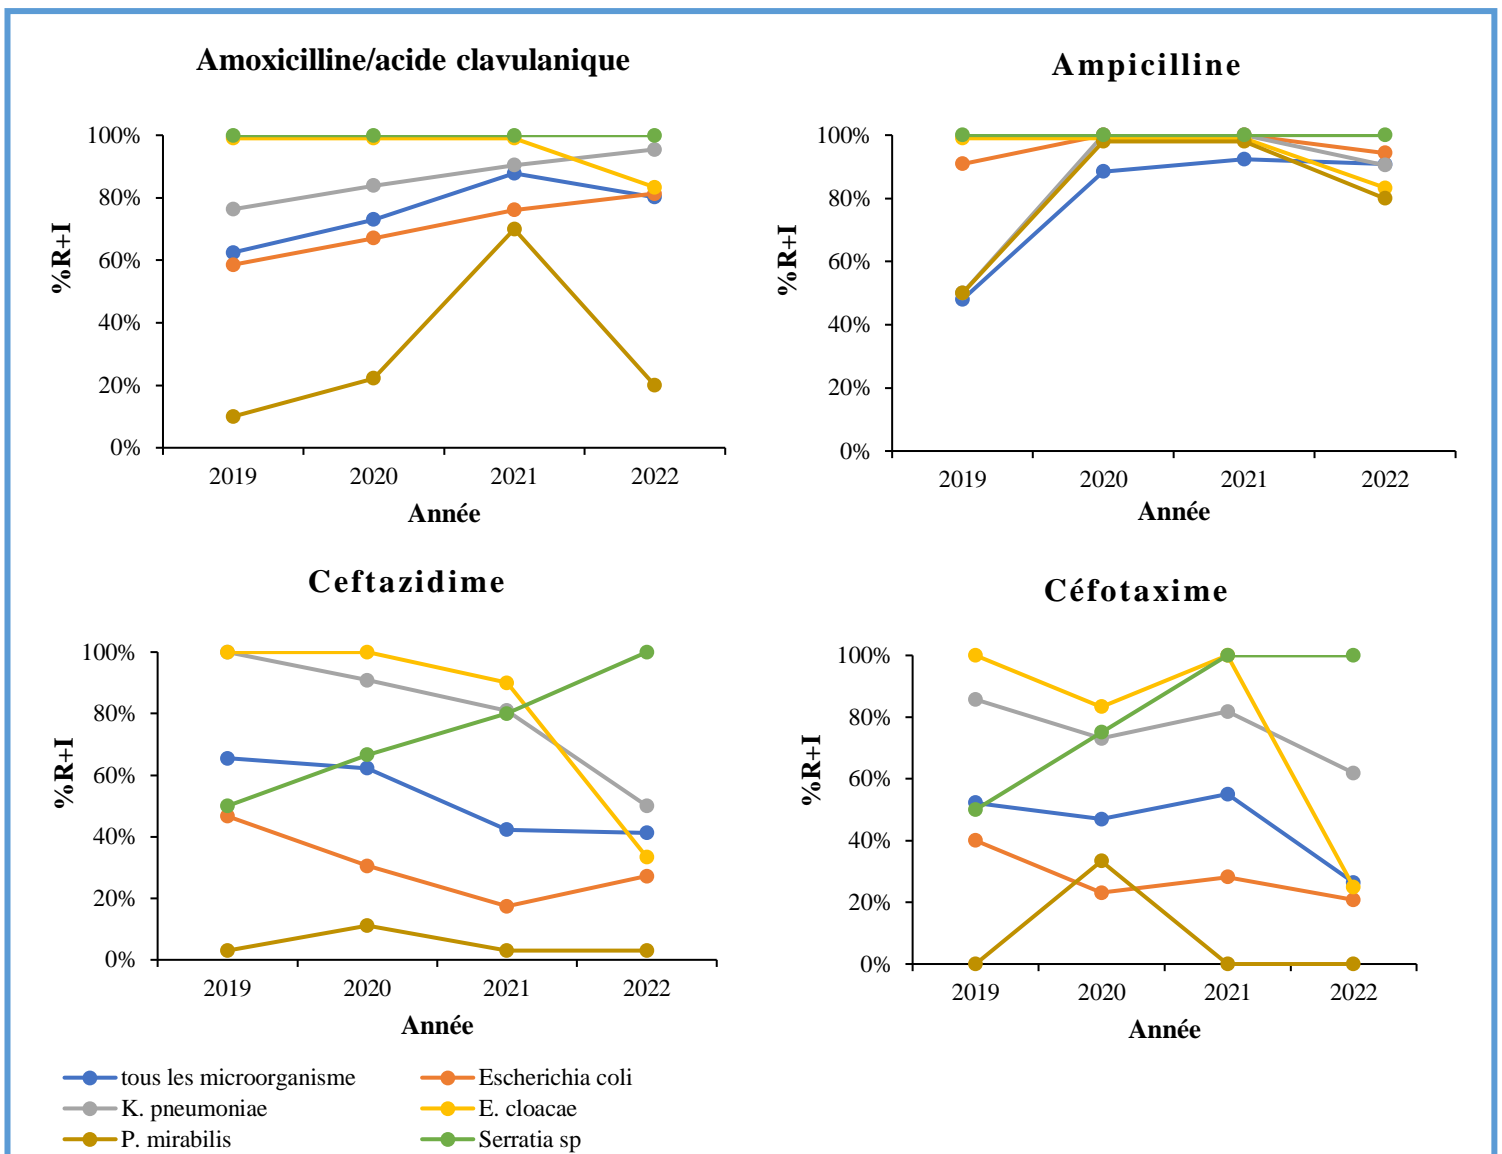 Amoxicilline/acide clavulanique
%R+I
100%
80%
60%
40%
20%
0%
2019 2020 2021 2022
Année
Ampicilline
%R+I
100%
80%
60%
40%
20%
0%
2019 2020 2021 2022
Année
Ceftazidime
%R+I
100%
80%
60%
40%
20%
0%
2019 2020 2021 2022
Année
Céfotaxime
%R+I
100%
80%
60%
40%
20%
0%
2019 2020 2021 2022
Année
tous les microorganisme Escherichia coli
K. pneumoniae E. cloacae
P. mirabilis Serratia sp